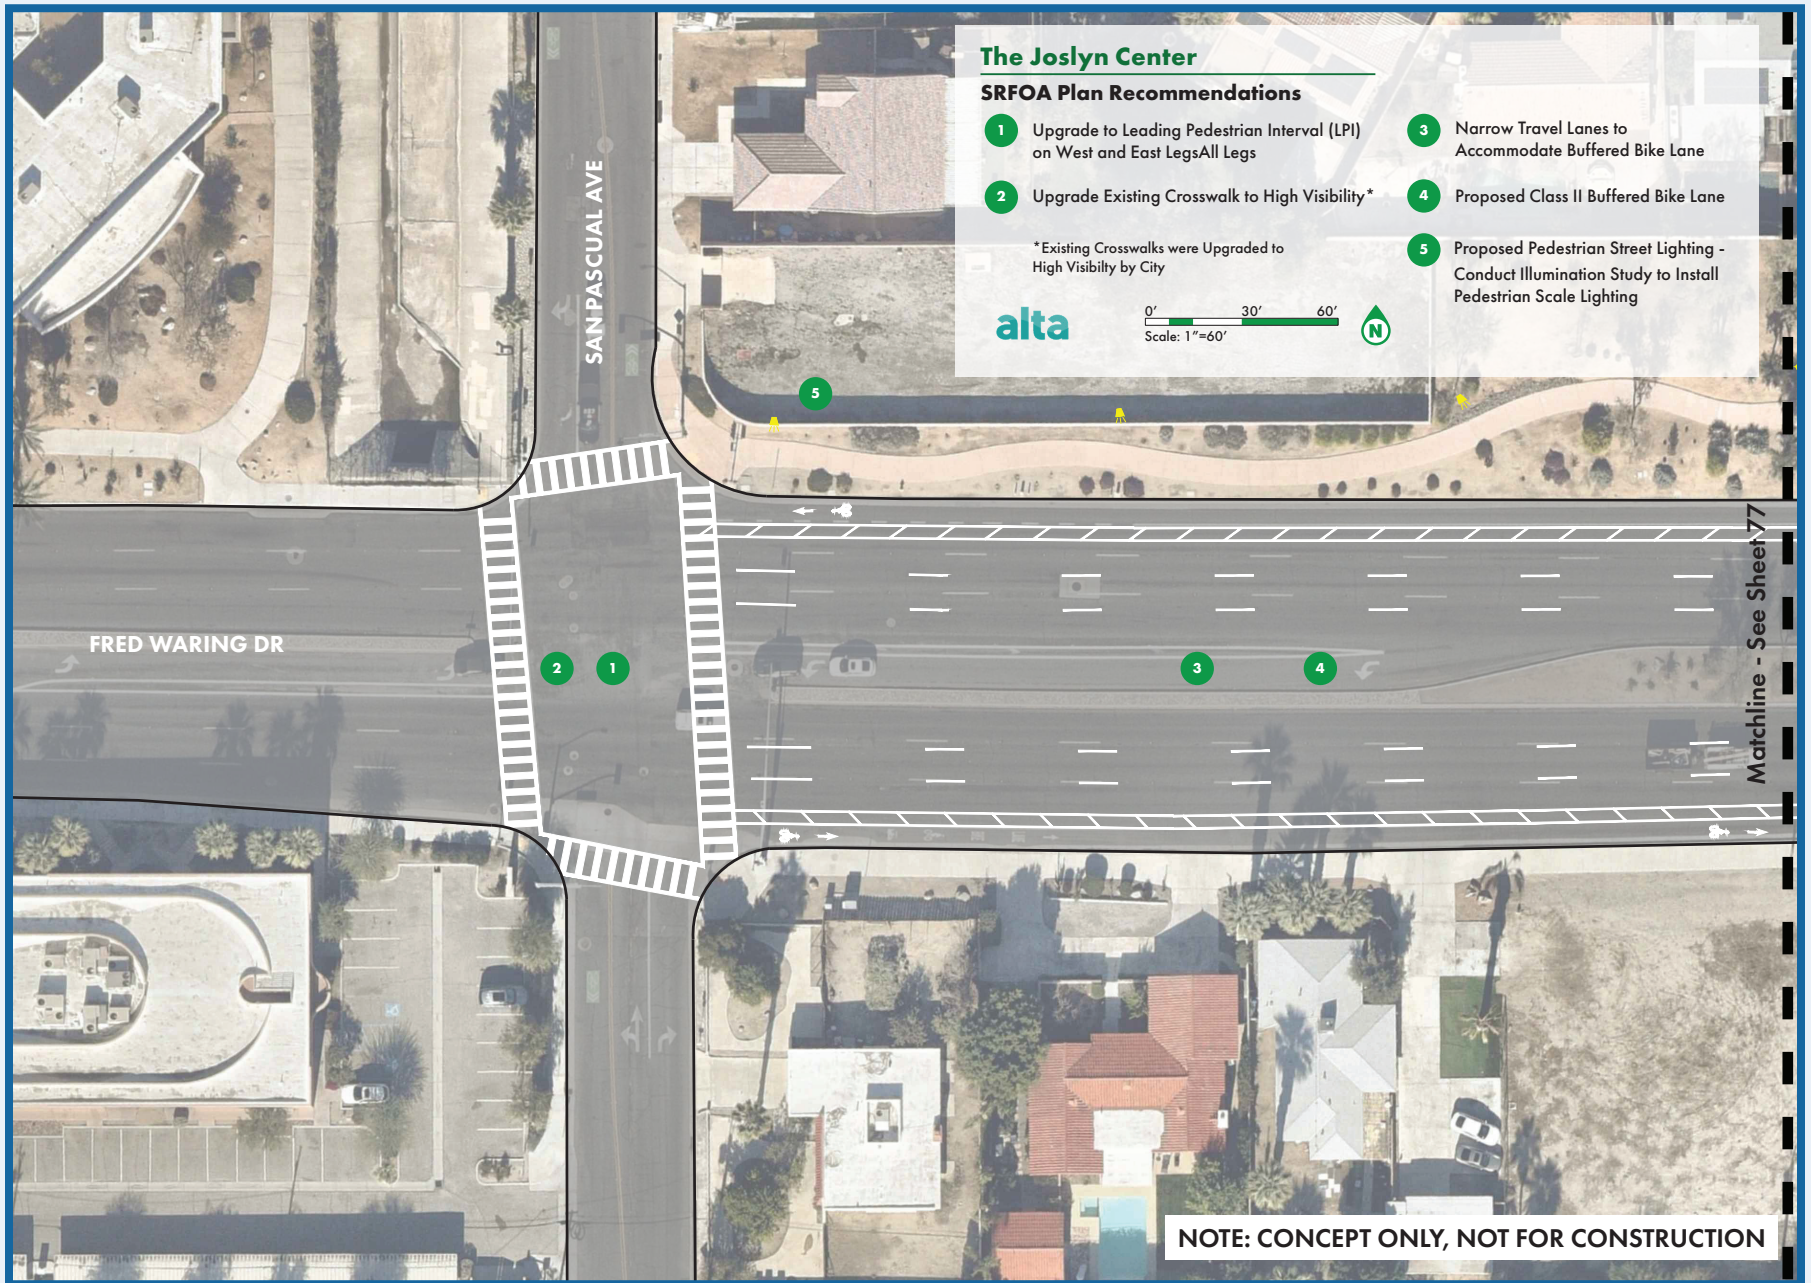 The Joslyn Center
SRFOA Plan Recommendations
1 Upgrade to Leading Pedestrian Interval (LPI)
on West and East LegsAll Legs
2 Upgrade Existing Crosswalk to High Visibility*
*Existing Crosswalks were Upgraded to
High Visibilty by City
3 Narrow Travel Lanes to
Accommodate Buffered Bike Lane
4 Proposed Class II Buffered Bike Lane
5 Proposed Pedestrian Street Lighting -
Conduct Illumination Study to Install
Pedestrian Scale Lighting
alta
0' 30' 60'
Scale: 1"=60'
N
SAN PASCUAL AVE
5
FRED WARING DR
2 1
3 4
Matchline - See Sheet 77
NOTE: CONCEPT ONLY, NOT FOR CONSTRUCTION